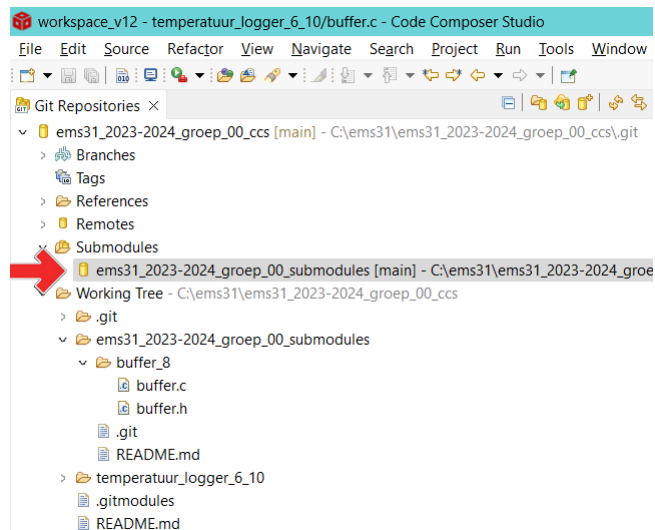 workspace_v12 - temperatuur_logger_6_10/buffer.c - Code Composer Studio
File Edit Source Refactor View Navigate Search Project Run Tools Window
Git Repositories
ems31_2023-2024_groep_00_ccs [main] - C:\ems31\ems31_2023-2024_groep_00_ccs\.git
Branches
Tags
References
Remotes
Submodules
ems31_2023-2024_groep_00_submodules [main] - C:\ems31\ems31_2023-2024_groe
Working Tree - C:\ems31\ems31_2023-2024_groep_00_ccs
.git
ems31_2023-2024_groep_00_submodules
buffer_8
buffer.c
buffer.h
.git
README.md
temperatuur_logger_6_10
.gitmodules
README.md